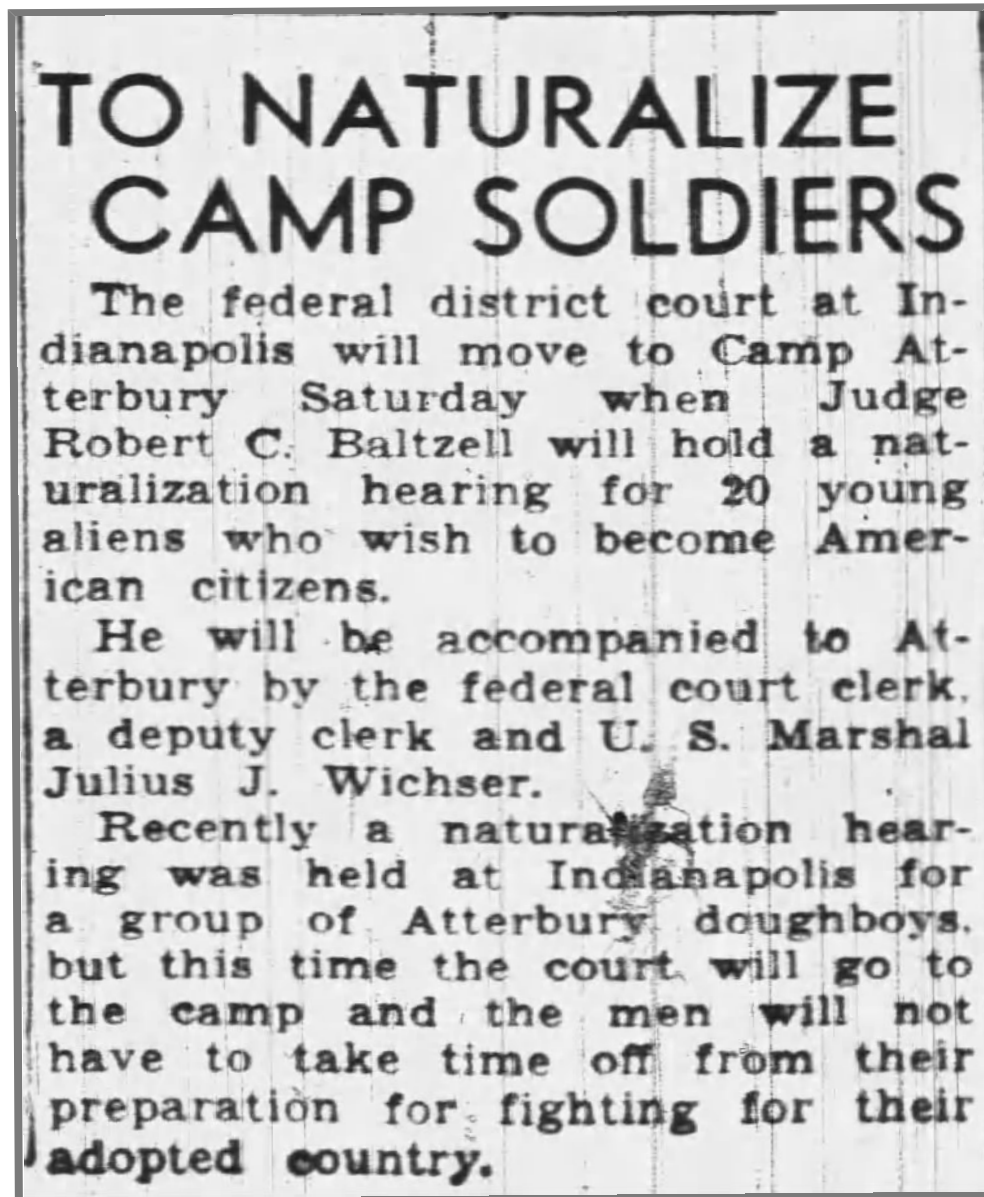 TO NATURALIZE
CAMP SOLDIERS
The federal district court at In-
dianapolis will move to Camp At-
terbury Saturday when Judge
Robert C. Baltzell will hold a nat-
uralization hearing for 20 young
aliens who wish to become Amer-
ican citizens.
He will be accompanied to At-
terbury by the federal court clerk,
a deputy clerk and U. S. Marshal
Julius J. Wichser.
Recently a naturalization hear-
ing was held at Indianapolis for
a group of Atterbury doughboys,
but this time the court will go to
the camp and the men will not
have to take time off from their
preparation for fighting for their
adopted country.